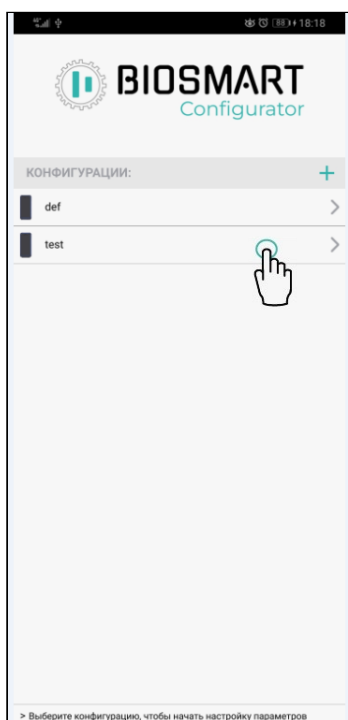 18:18
BIOSMART
Configurator
КОНФИГУРАЦИИ:
def
test
> Выберите конфигурацию, чтобы начать настройку параметров